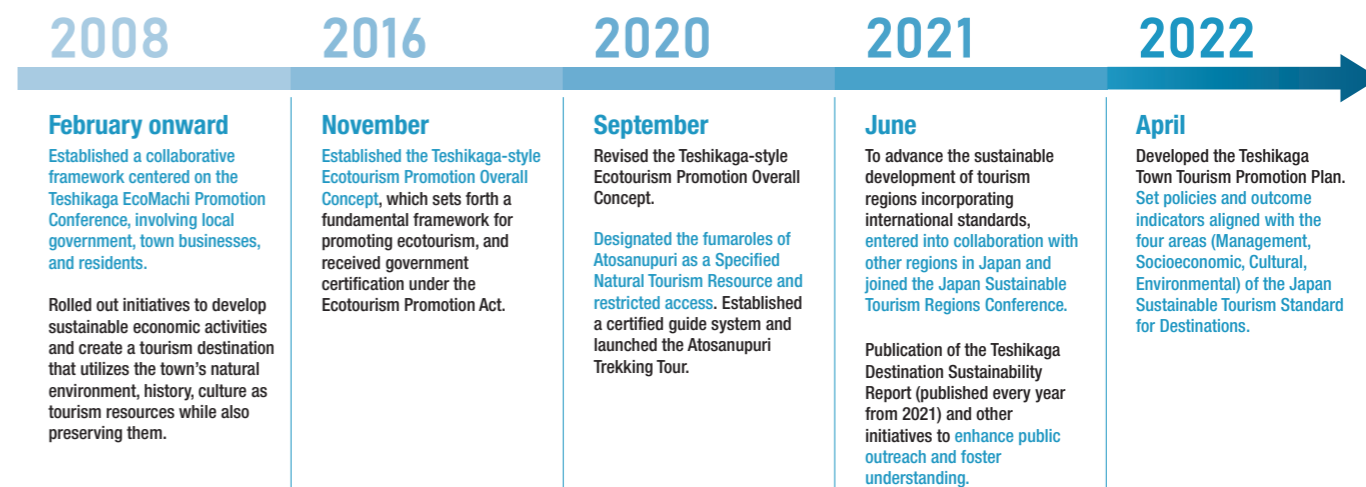 2008
February onward
Established a collaborative
framework centered on the
Teshikaga EcoMachi Promotion
Conference, involving local
government, town businesses,
and residents.
Rolled out initiatives to develop
sustainable economic activities
and create a tourism destination
that utilizes the town's natural
environment, history, culture as
tourism resources while also
preserving them.
2016
November
Established the Teshikaga-style
Ecotourism Promotion Overall
Concept, which sets forth a
fundamental framework for
promoting ecotourism, and
received government
certification under the
Ecotourism Promotion Act.
2020
September
Revised the Teshikaga-style
Ecotourism Promotion Overall
Concept.
Designated the fumaroles of
Atosanupuri as a Specified
Natural Tourism Resource and
restricted access. Established
a certified guide system and
launched the Atosanupuri
Trekking Tour.
2021
June
To advance the sustainable
development of tourism
regions incorporating
international standards,
entered into collaboration with
other regions in Japan and
joined the Japan Sustainable
Tourism Regions Conference.
Publication of the Teshikaga
Destination Sustainability
Report (published every year
from 2021) and other
initiatives to enhance public
outreach and foster
understanding.
2022
April
Developed the Teshikaga
Town Tourism Promotion Plan.
Set policies and outcome
indicators aligned with the
four areas (Management,
Socioeconomic, Cultural,
Environmental) of the Japan
Sustainable Tourism Standard
for Destinations.